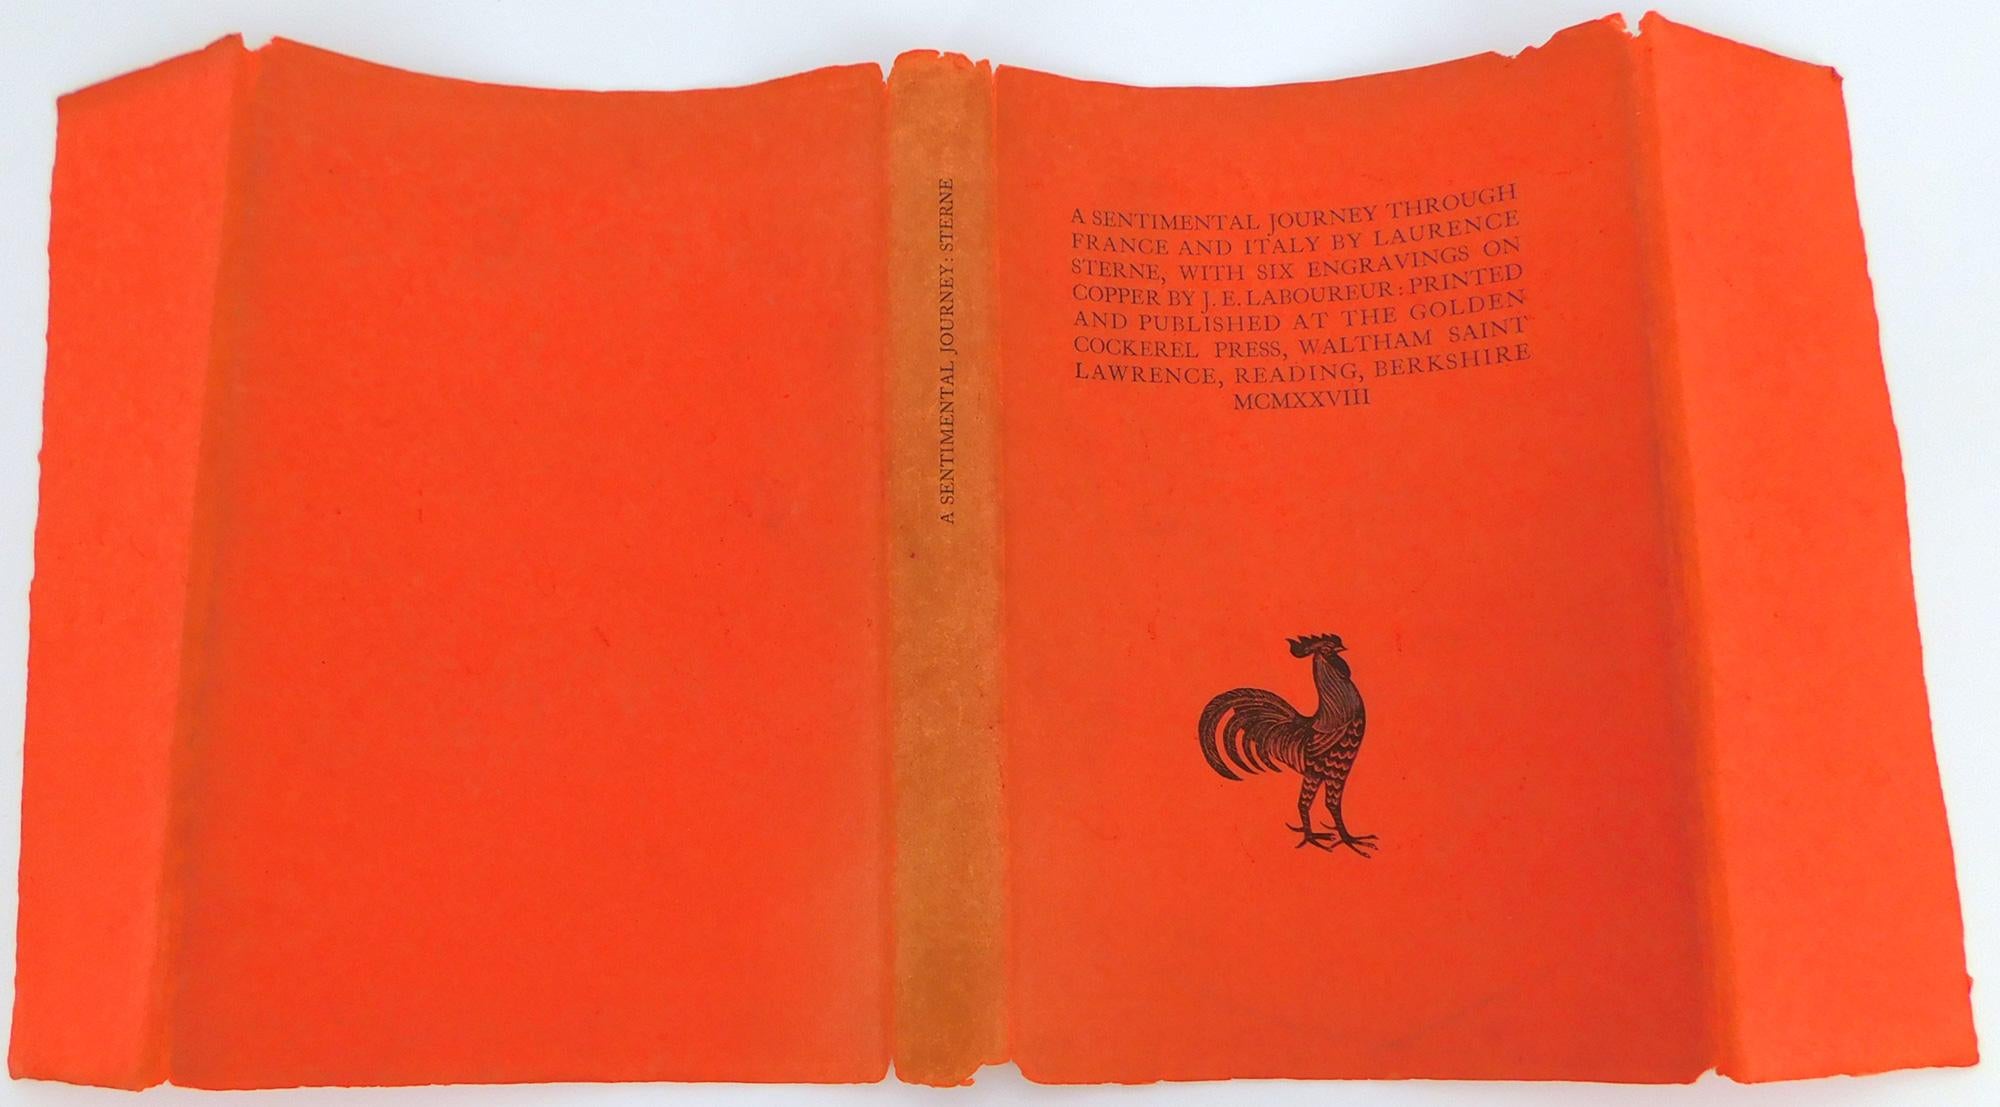 A SENTIMENTAL JOURNEY: STERNE
A SENTIMENTAL JOURNEY THROUGH
FRANCE AND ITALY BY LAURENCE
STERNE, WITH SIX ENGRAVINGS ON
COPPER BY J. E. LABOUREUR: PRINTED
AND PUBLISHED AT THE GOLDEN
COCKEREL PRESS, WALTHAM SAINT
LAWRENCE, READING, BERKSHIRE
MCMXXVIII